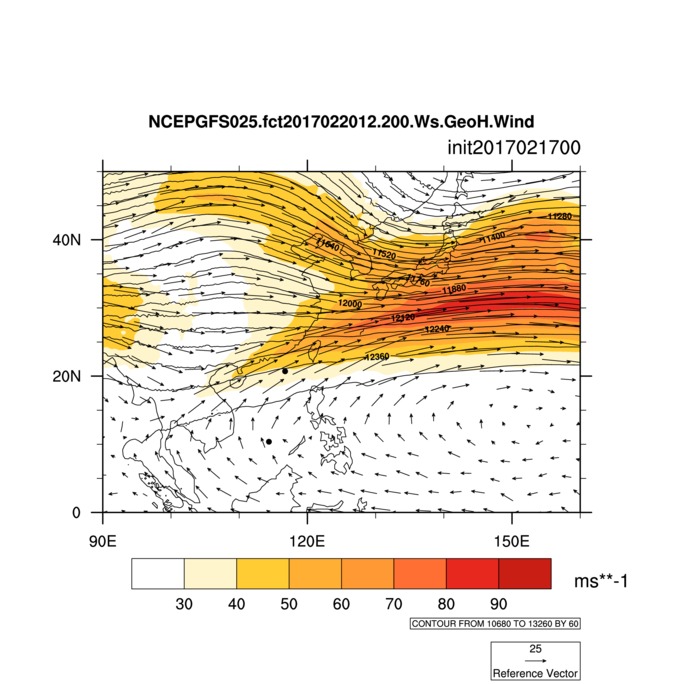 NCEPGFS025.fct2017022012.200.Ws.GeoH.Wind
init2017021700
11280
11400
40N
11640
11520
11760
11880
12000
12120
12240
12360
20N
0
90E 120E 150E
ms**-1
30 40 50 60 70 80 90
CONTOUR FROM 10680 TO 13260 BY 60
25
Reference Vector